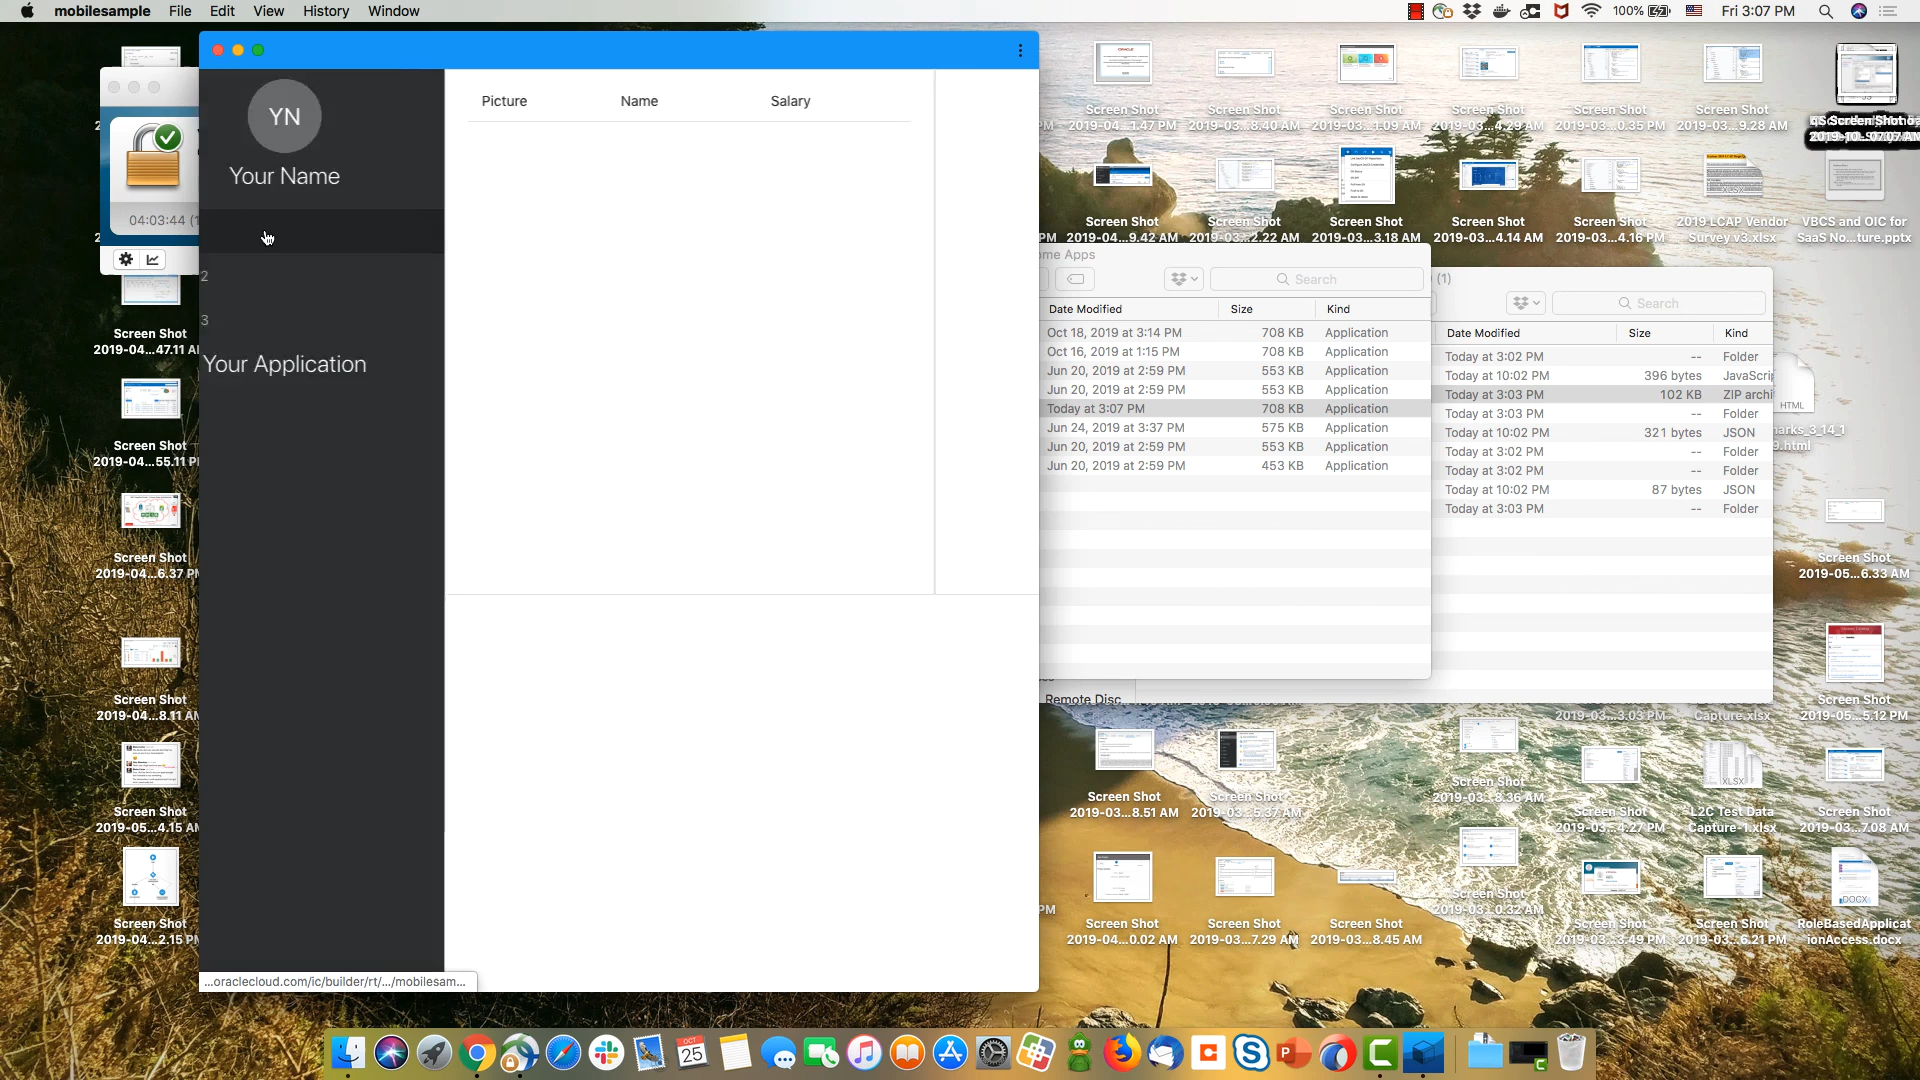 mobilesample File Edit View History Window
100% Fri 3:07 PM
YN
Your Name
2
3
Your Application
Picture Name Salary
...oraclecloud.com/ic/builder/rt/.../mobilesam...
04:03:44
Screen Shot
2019-04...47.11 A
Screen Shot
2019-04...55.11 P
Screen Shot
2019-04...6.37 P
Screen Shot
2019-04...8.11 A
Screen Shot
2019-05...4.15 A
Screen Shot
2019-04...2.15 P
Screen Shot Screen Shot Screen Shot Screen Shot Screen Shot Screen Shot
2019-04...1.47 PM 2019-03...8.40 AM 2019-03...1.09 AM 2019-03...4.29 AM 2019-03...0.35 PM 2019-03...9.28 AM
Screen Shot Screen Shot Screen Shot Screen Shot Screen Shot 2019 LCAP Vendor VBCS and OIC for
2019-04...9.42 AM 2019-03...2.22 AM 2019-03...3.18 AM 2019-03...4.14 AM 2019-03...4.16 PM Survey v3.xlsx SaaS No...ture.pptx
ome Apps
Search
Date Modified Size Kind
Oct 18, 2019 at 3:14 PM 708 KB Application
Oct 16, 2019 at 1:15 PM 708 KB Application
Jun 20, 2019 at 2:59 PM 553 KB Application
Jun 20, 2019 at 2:59 PM 553 KB Application
Today at 3:07 PM 708 KB Application
Jun 24, 2019 at 3:37 PM 575 KB Application
Jun 20, 2019 at 2:59 PM 553 KB Application
Jun 20, 2019 at 2:59 PM 453 KB Application
(1)
Search
Date Modified Size Kind
Today at 3:02 PM -- Folder
Today at 10:02 PM 396 bytes JavaScrip
Today at 3:03 PM 102 KB ZIP archi
Today at 3:03 PM -- Folder
Today at 10:02 PM 321 bytes JSON
Today at 3:02 PM -- Folder
Today at 3:02 PM -- Folder
Today at 10:02 PM 87 bytes JSON
Today at 3:03 PM -- Folder
HTML
arks_3_14_1
9.html
Remote Disc
Screen Shot
2019-05...6.33 AM
2019-03...3.03 PM Capture.xlsx
Screen Shot
2019-05...5.12 PM
Screen Shot Screen Shot
2019-03...8.51 AM 2019-03...5.37 AM
Screen Shot
2019-03...8.36 AM
XLSX
Screen Shot L2C Test Data Screen Shot
2019-03...4.27 PM Capture-1.xlsx 2019-03...7.08 AM
Screen Shot
2019-03...0.32 AM
DOCX
PM
Screen Shot Screen Shot Screen Shot
2019-04...0.02 AM 2019-03...7.29 AM 2019-03...8.45 AM
Screen Shot Screen Shot RoleBasedApplicat
2019-03...3.49 PM 2019-03...6.21 PM ionAccess.docx
OCT
25